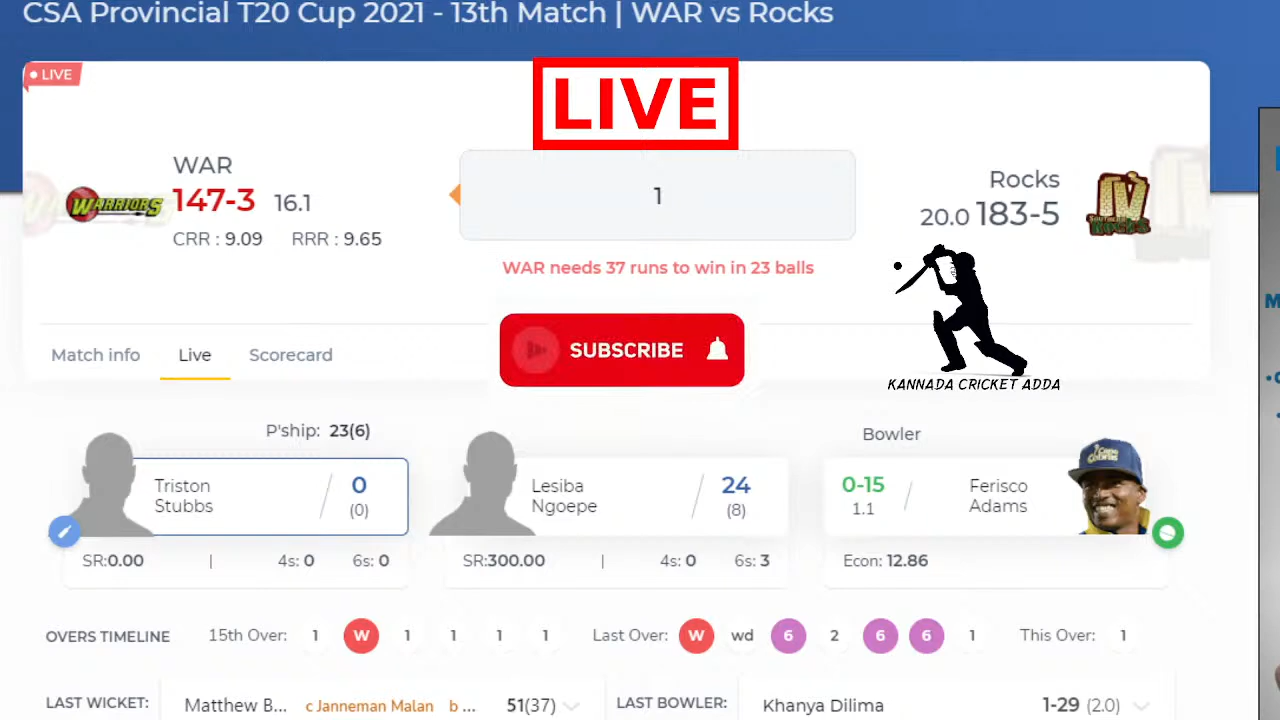 CSA Provincial T20 Cup 2021 - 13th Match | WAR vs Rocks
LIVE
LIVE
WAR
147-3 16.1
CRR : 9.09 RRR : 9.65
WARRIORS
1
Rocks
20.0 183-5
SOUTHERN ROCKS
WAR needs 37 runs to win in 23 balls
Match info Live Scorecard
SUBSCRIBE
KANNADA CRICKET ADDA
P'ship: 23(6)
Triston Stubbs 0 (0)
SR:0.00 | 4s: 0 6s: 0
Lesiba Ngoepe 24 (8)
SR:300.00 | 4s: 0 6s: 3
Bowler
0-15 1.1 Ferisco Adams
Econ: 12.86
OVERS TIMELINE 15th Over: 1 W 1 1 1 1 Last Over: W wd 6 2 6 6 1 This Over: 1
LAST WICKET: Matthew B... c Janneman Malan b ... 51(37) LAST BOWLER: Khanya Dilima 1-29 (2.0)